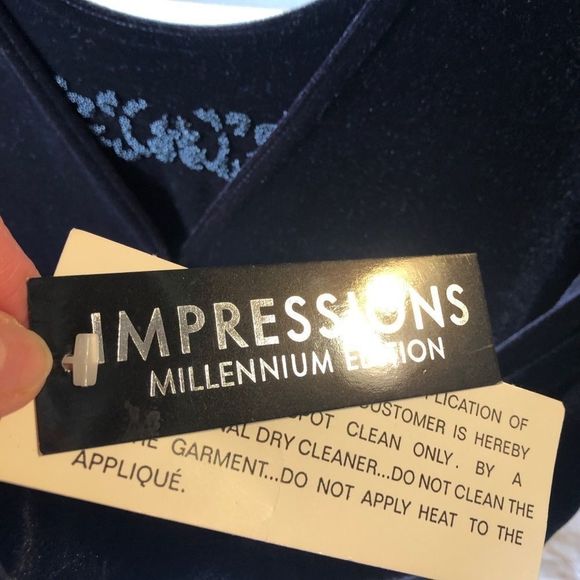 IMPRESSIONS
MILLENNIUM EDITION
PLICATION OF
CUSTOMER IS HEREBY
SPOT CLEAN ONLY. BY A
NAL DRY CLEANER...DO NOT CLEAN THE
GARMENT...DO NOT APPLY HEAT TO THE
APPLIQUÉ.